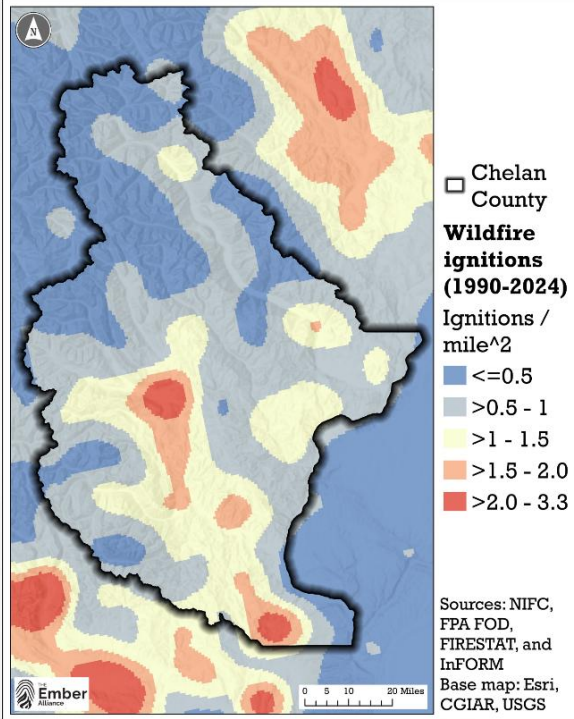 N
Chelan
County
Wildfire
ignitions
(1990-2024)
Ignitions /
mile^2
<=0.5
>0.5 - 1
>1 - 1.5
>1.5 - 2.0
>2.0 - 3.3
Sources: NIFC,
FPA FOD,
FIRESTAT, and
InFORM
Base map: Esri,
CGIAR, USGS
THE
Ember
Alliance
0 5 10 20 Miles